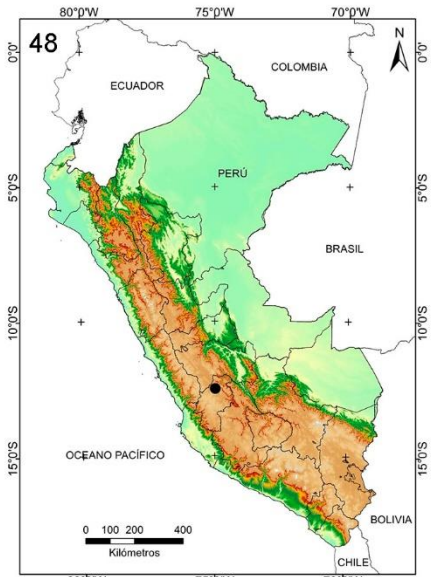 80°0'W 75°0'W 70°0'W
48
N
0°0' 0°0'
COLOMBIA
ECUADOR
PERÚ
5°0'S 5°0'S
BRASIL
10°0'S 10°0'S
OCEANO PACÍFICO
15°0'S 15°0'S
BOLIVIA
0 100 200 400
Kilómetros
CHILE